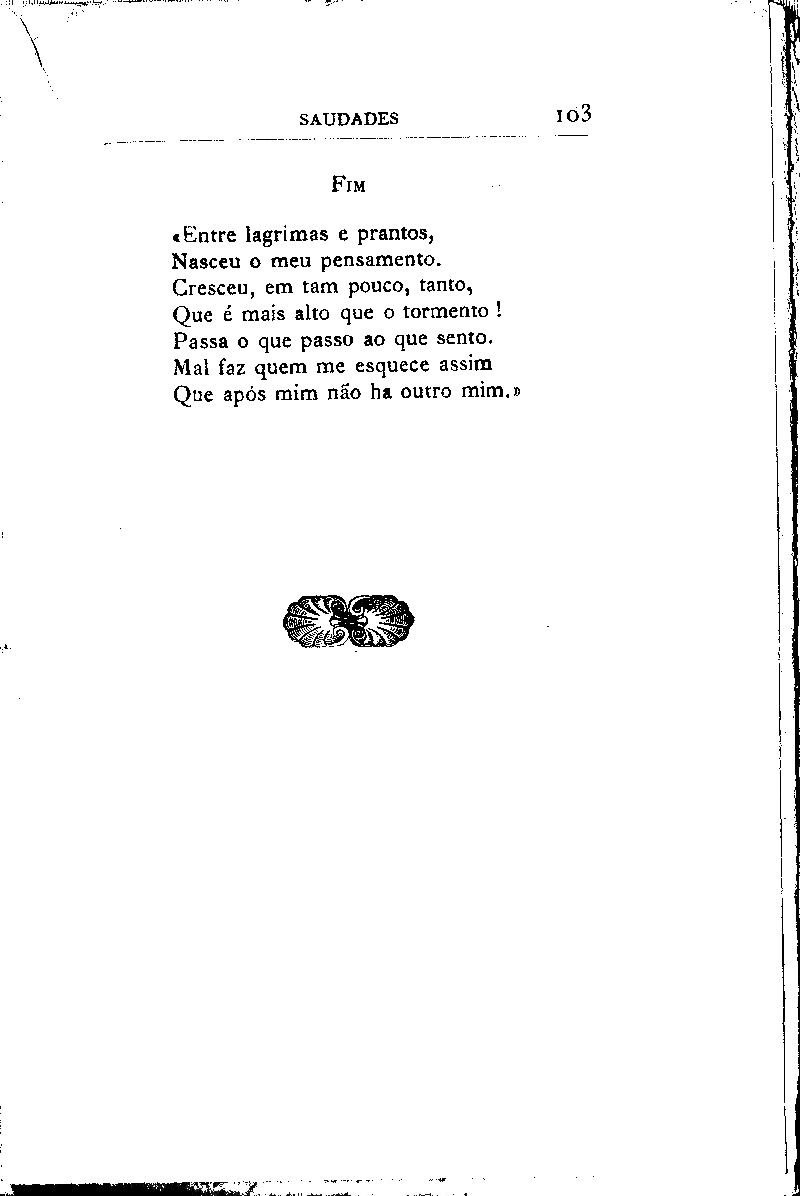 SAUDADES 103
FIM
«Entre lagrimas e prantos,
Nasceu o meu pensamento.
Cresceu, em tam pouco, tanto,
Que é mais alto que o tormento !
Passa o que passo ao que sento.
Mal faz quem me esquece assim
Que após mim não ha outro mim.»